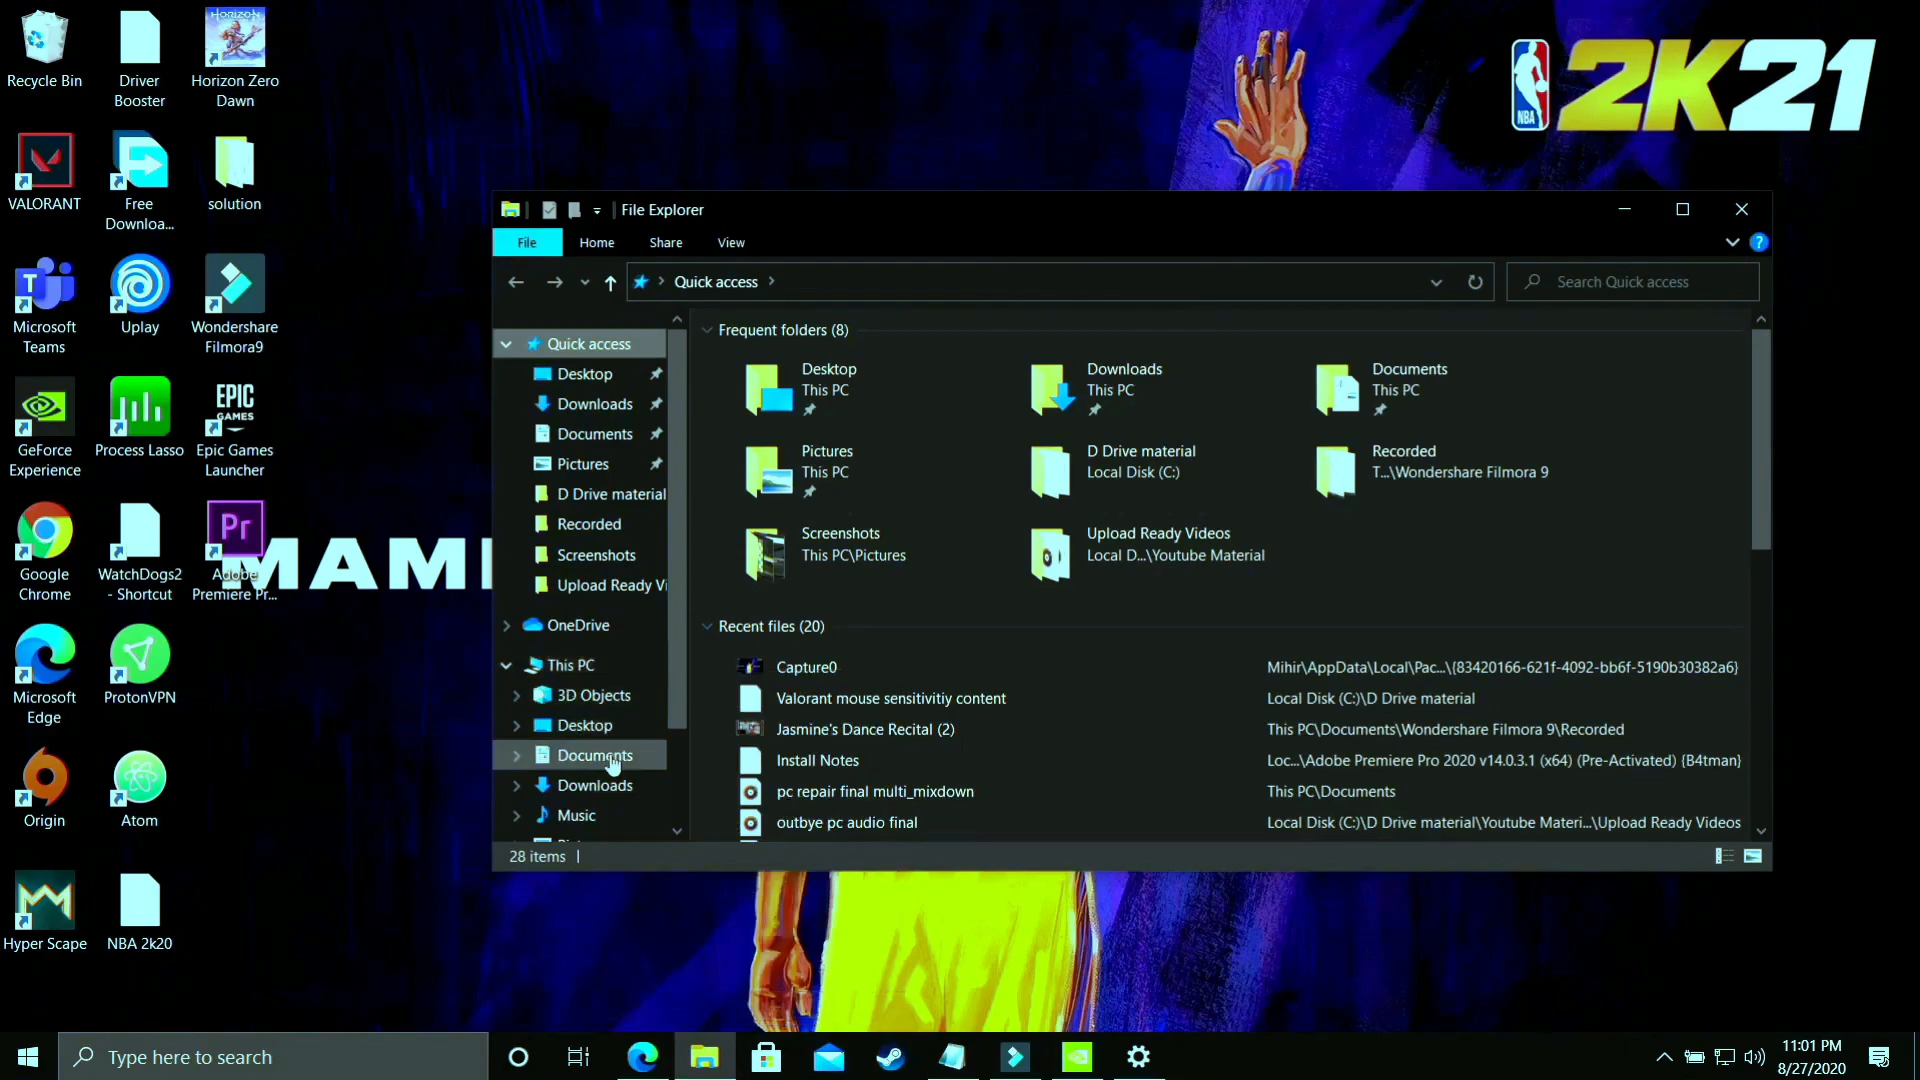 Recycle Bin
Driver
Booster
HORIZON
Horizon Zero
Dawn
NBA
2K21
VALORANT
Free
Downloa...
solution
Microsoft
Teams
Uplay
Wondershare
Filmora9
GeForce
Experience
Process Lasso
EPIC
GAMES
Epic Games
Launcher
Google
Chrome
WatchDogs2
- Shortcut
Pr
Adobe
Premiere Pr...
MAM
Microsoft
Edge
ProtonVPN
Origin
Atom
Hyper Scape
NBA 2k20
File Explorer
File
Home
Share
View
?
Quick access
Search Quick access
Quick access
Desktop
Downloads
Documents
Pictures
D Drive material
Recorded
Screenshots
Upload Ready Vi
OneDrive
This PC
3D Objects
Desktop
Documents
Downloads
Music
Frequent folders (8)
Desktop
This PC
Downloads
This PC
Documents
This PC
Pictures
This PC
D Drive material
Local Disk (C:)
Recorded
T...\Wondershare Filmora 9
Screenshots
This PC\Pictures
Upload Ready Videos
Local D...\Youtube Material
Recent files (20)
Capture0
Mihir\AppData\Local\Pac...\{83420166-621f-4092-bb6f-5190b30382a6}
Valorant mouse sensitivitiy content
Local Disk (C:)\D Drive material
Jasmine's Dance Recital (2)
This PC\Documents\Wondershare Filmora 9\Recorded
Install Notes
Loc...\Adobe Premiere Pro 2020 v14.0.3.1 (x64) (Pre-Activated) {B4tman}
pc repair final multi_mixdown
This PC\Documents
outbye pc audio final
Local Disk (C:)\D Drive material\Youtube Materi...\Upload Ready Videos
28 items
Type here to search
11:01 PM
8/27/2020